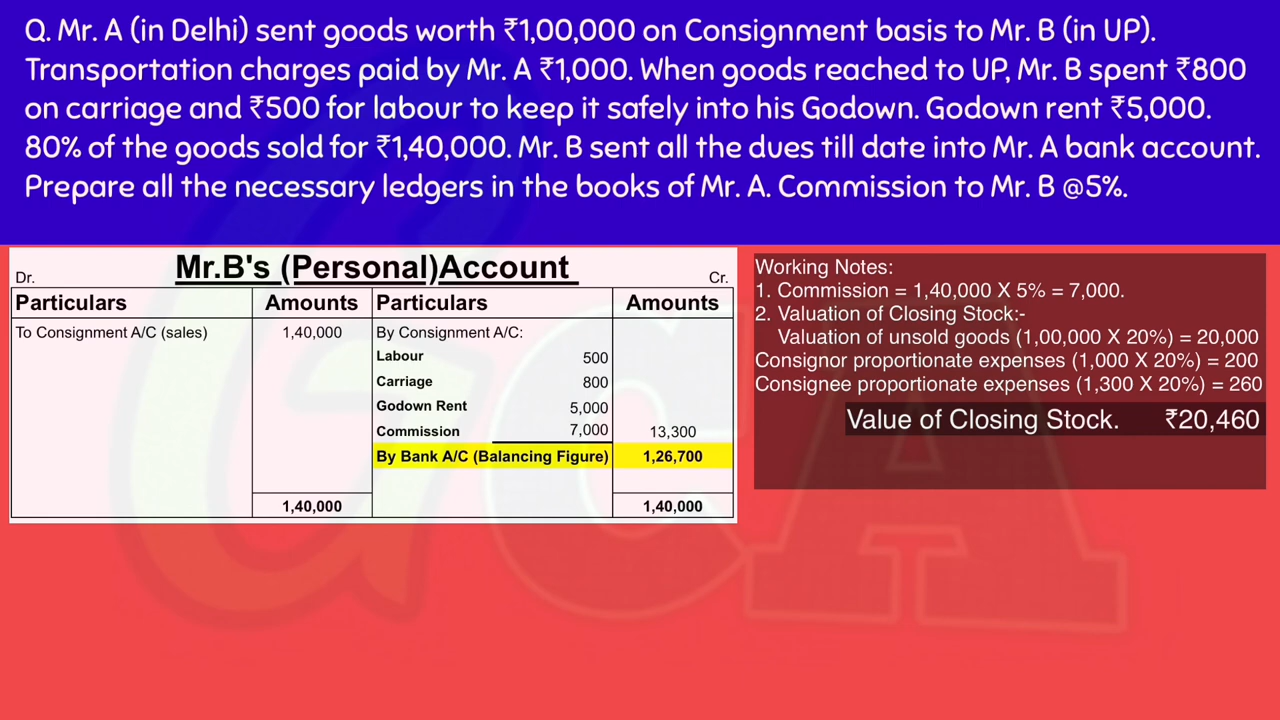 Q. Mr. A (in Delhi) sent goods worth ₹1,00,000 on Consignment basis to Mr. B (in UP).
Transportation charges paid by Mr. A ₹1,000. When goods reached to UP, Mr. B spent ₹800
on carriage and ₹500 for labour to keep it safely into his Godown. Godown rent ₹5,000.
80% of the goods sold for ₹1,40,000. Mr. B sent all the dues till date into Mr. A bank account.
Prepare all the necessary ledgers in the books of Mr. A. Commission to Mr. B @5%.
Dr. Mr.B's (Personal)Account Cr.
Particulars Amounts Particulars Amounts
To Consignment A/C (sales) 1,40,000 By Consignment A/C:
Labour 500
Carriage 800
Godown Rent 5,000
Commission 7,000 13,300
By Bank A/C (Balancing Figure) 1,26,700
1,40,000 1,40,000
Working Notes:
1. Commission = 1,40,000 X 5% = 7,000.
2. Valuation of Closing Stock:-
Valuation of unsold goods (1,00,000 X 20%) = 20,000
Consignor proportionate expenses (1,000 X 20%) = 200
Consignee proportionate expenses (1,300 X 20%) = 260
Value of Closing Stock. ₹20,460
GCA